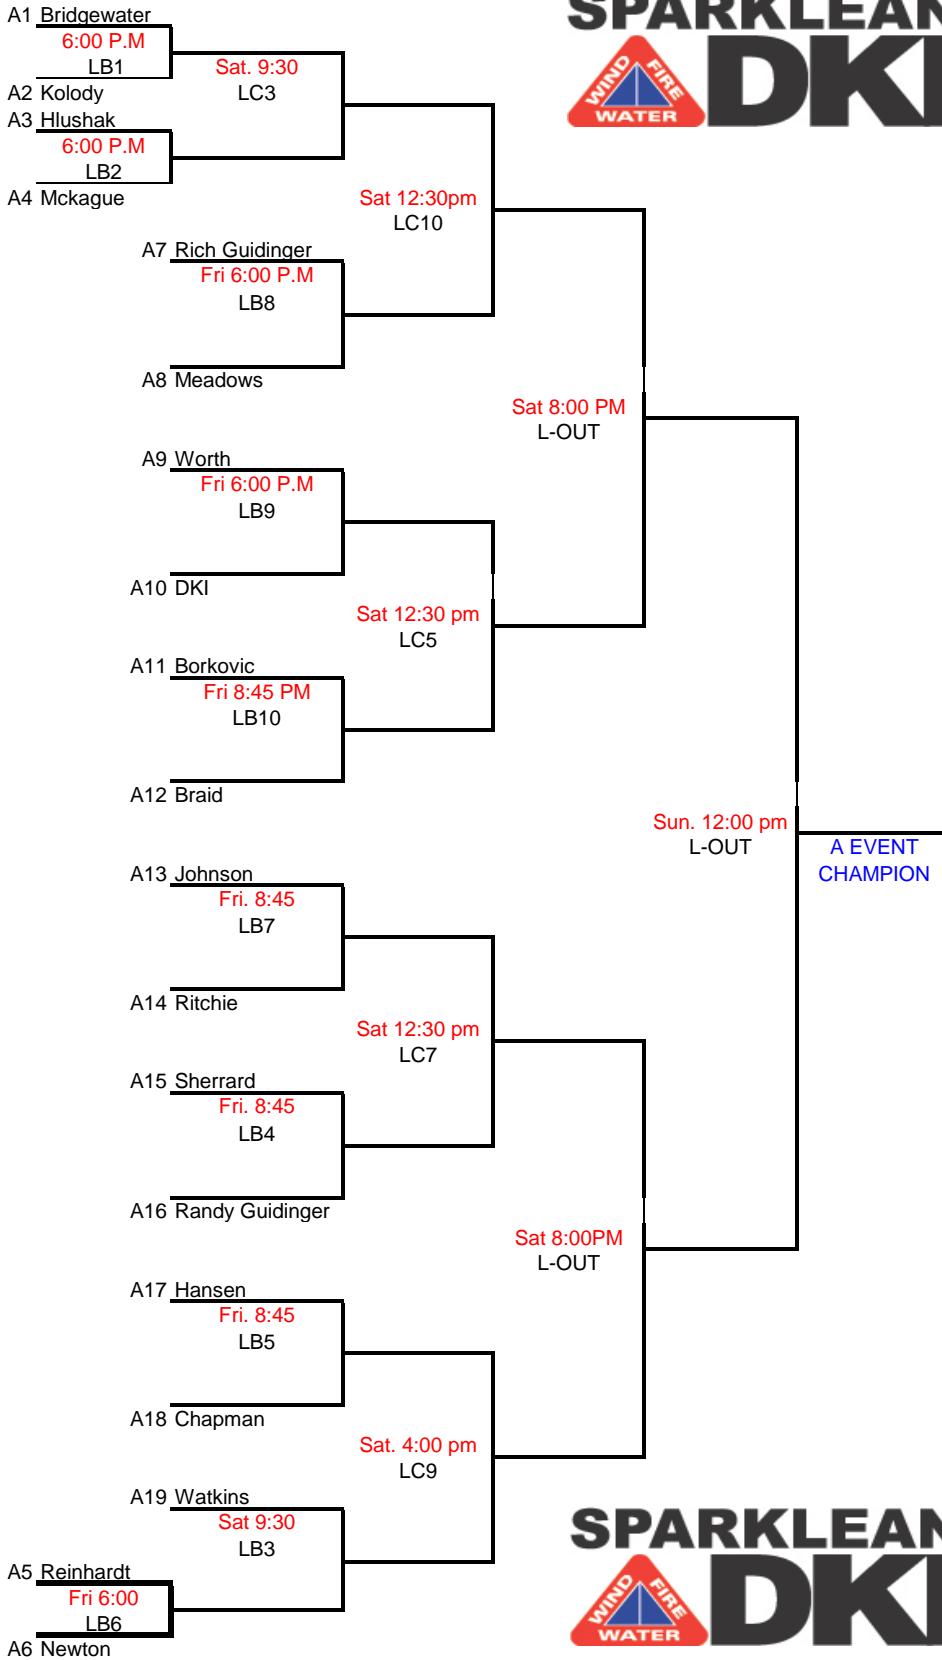 A1 Bridgewater
6:00 P.M
LB1
A2 Kolody
A3 Hlushak
6:00 P.M
LB2
A4 Mckague
Sat. 9:30
LC3
SPARKLEAN
WIND FIRE
WATER
DKI
Sat 12:30pm
LC10
A7 Rich Guidinger
Fri 6:00 P.M
LB8
A8 Meadows
Sat 8:00 PM
L-OUT
A9 Worth
Fri 6:00 P.M
LB9
A10 DKI
Sat 12:30 pm
LC5
A11 Borkovic
Fri 8:45 PM
LB10
A12 Braid
Sun. 12:00 pm
L-OUT
A EVENT
CHAMPION
A13 Johnson
Fri. 8:45
LB7
A14 Ritchie
Sat 12:30 pm
LC7
A15 Sherrard
Fri. 8:45
LB4
A16 Randy Guidinger
Sat 8:00PM
L-OUT
A17 Hansen
Fri. 8:45
LB5
A18 Chapman
Sat. 4:00 pm
LC9
A19 Watkins
Sat 9:30
LB3
A5 Reinhardt
Fri 6:00
LB6
A6 Newton
SPARKLEAN
WIND FIRE
WATER
DKI